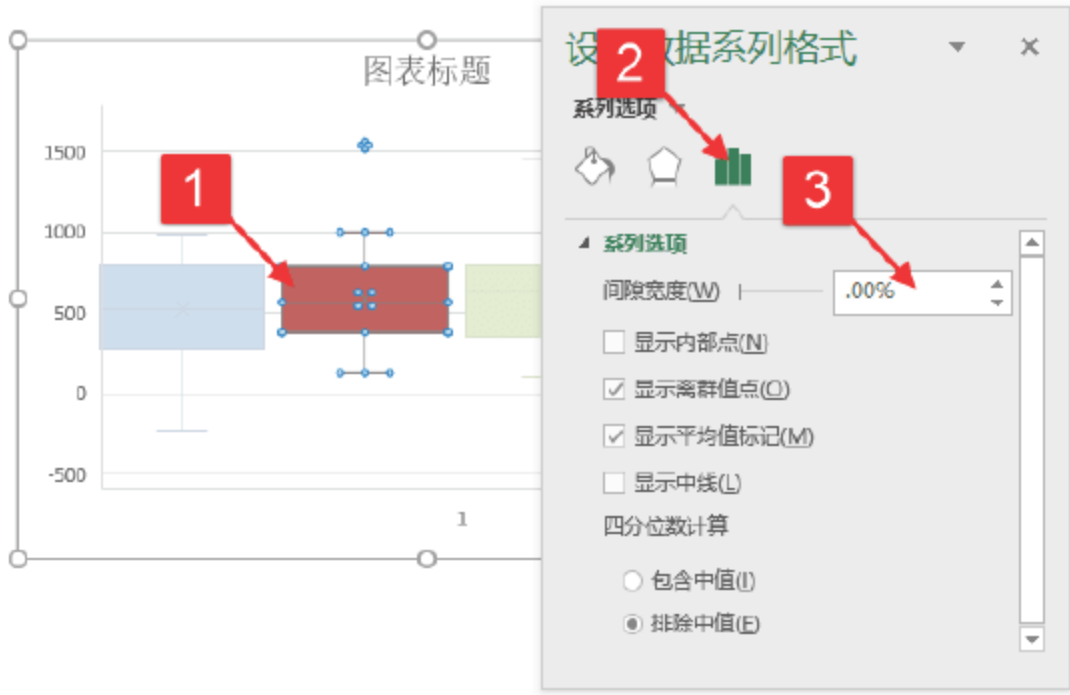 图表标题
1500
1000
500
0
-500
1
1
2
3
设 数据系列格式
系列选项
系列选项
间隙宽度(W)
.00%
显示内部点(N)
显示离群值点(O)
显示平均值标记(M)
显示中线(L)
四分位数计算
包含中值(I)
排除中值(E)